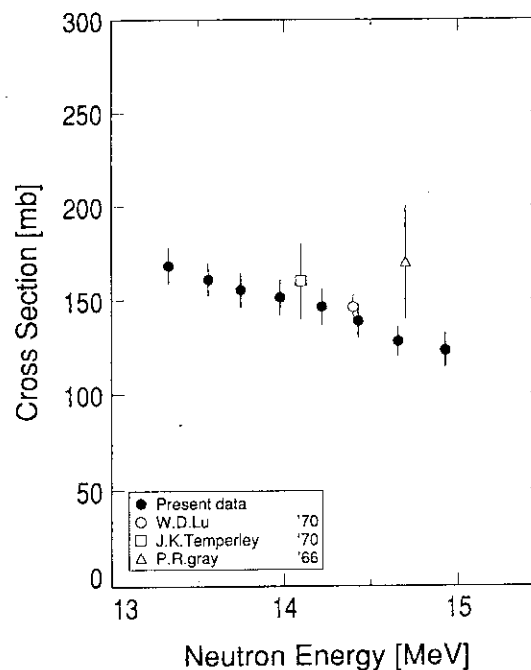 300
250
200
150
100
50
0
Cross Section [mb]
● Present data
○ W.D.Lu '70
□ J.K.Temperley '70
△ P.R.gray '66
13 14 15
Neutron Energy [MeV]